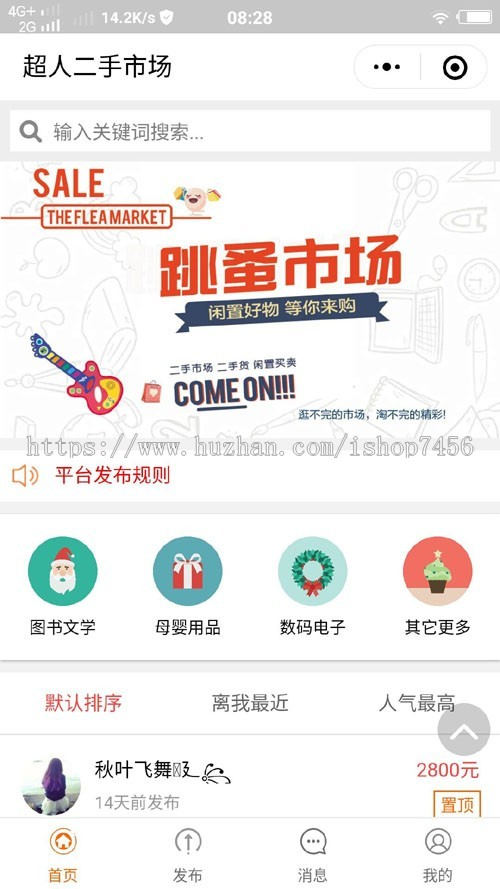 4G+ 2G 14.2K/s 08:28
超人二手市场
输入关键词搜索...
SALE
THE FLEA MARKET
跳蚤市场
闲置好物 等你来购
二手市场 二手货 闲置买卖
COME ON!!!
逛不完的市场，淘不完的精彩!
https://www.huzhan.com/ishop7456
平台发布规则
图书文学 母婴用品 数码电子 其它更多
默认排序 离我最近 人气最高
秋叶飞舞 2800元
14天前发布 置顶
首页 发布 消息 我的